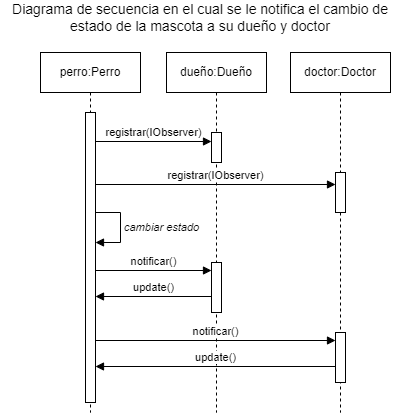 Diagrama de secuencia en el cual se le notifica el cambio de
estado de la mascota a su dueño y doctor
perro:Perro
dueño:Dueño
doctor:Doctor
registrar(IObserver)
registrar(IObserver)
cambiar estado
notificar()
update()
notificar()
update()